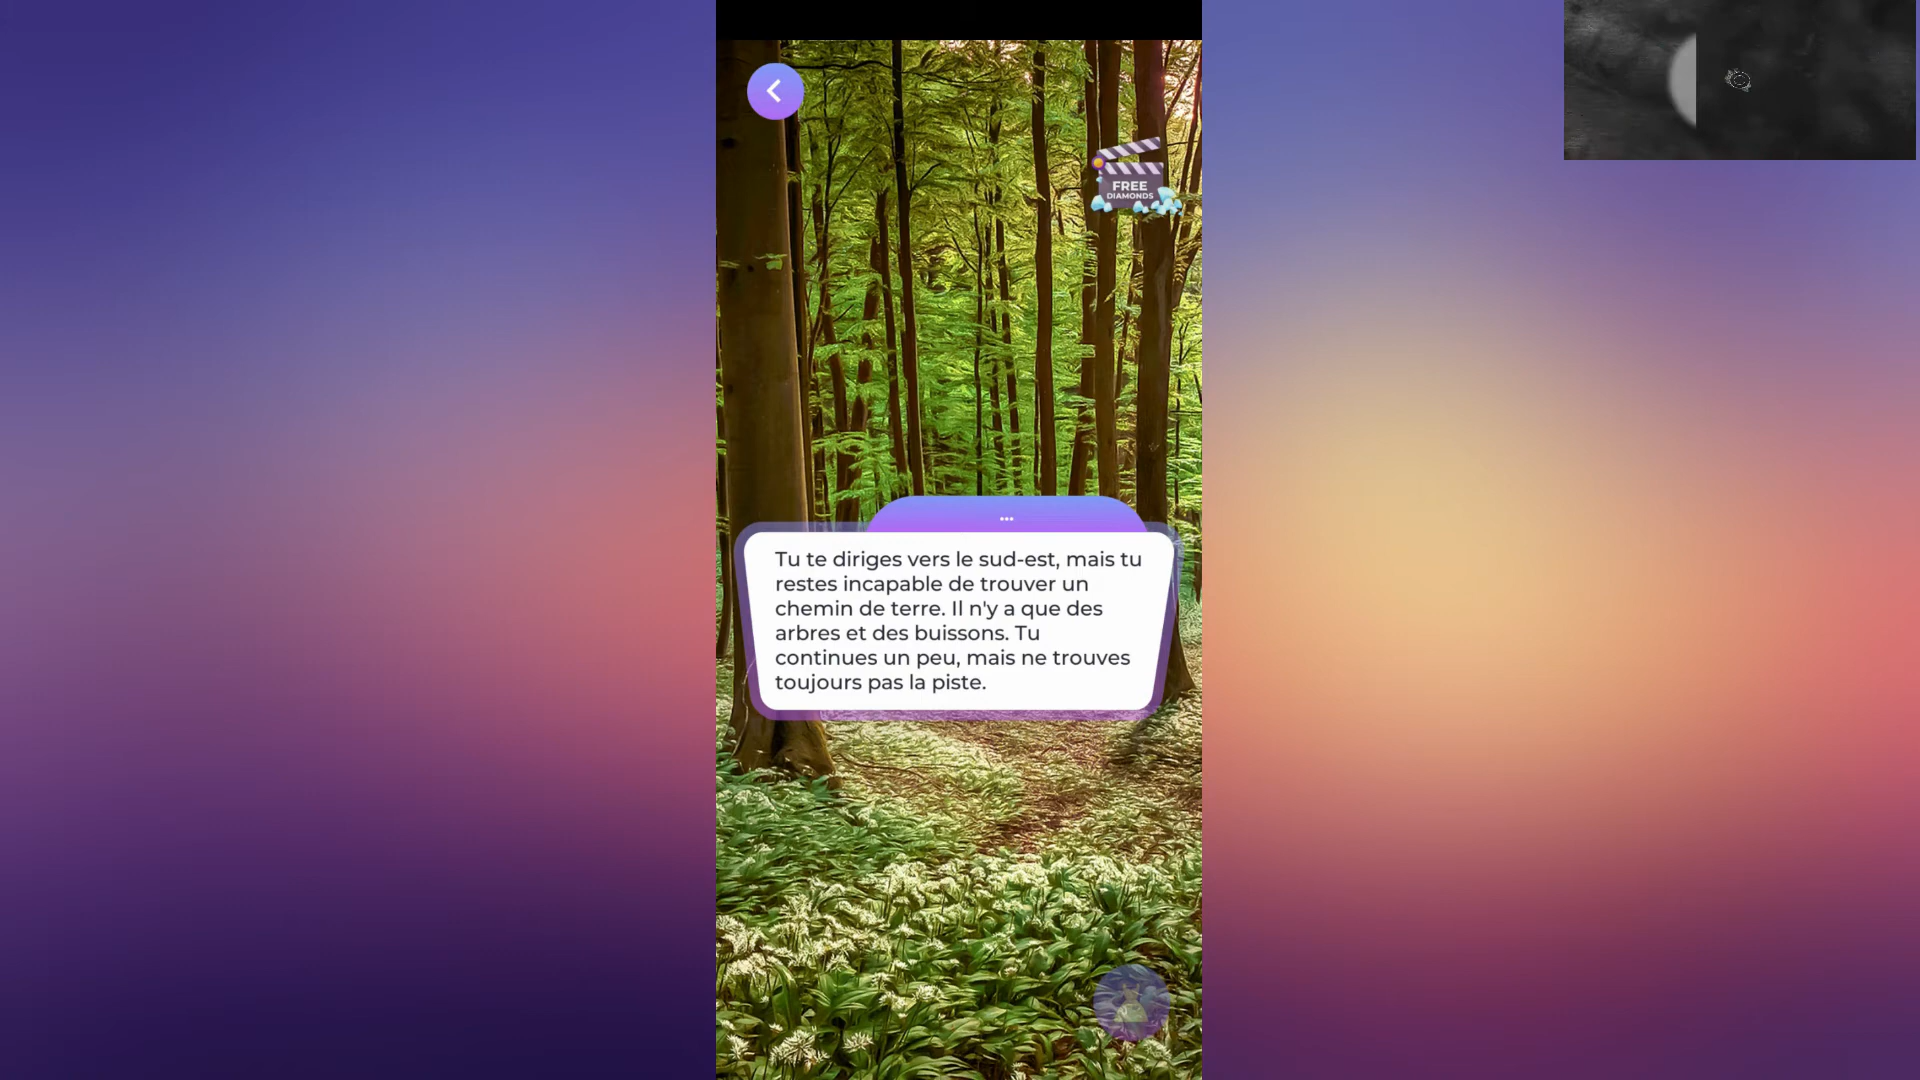 FREE
DIAMONDS
...
Tu te diriges vers le sud-est, mais tu
restes incapable de trouver un
chemin de terre. Il n'y a que des
arbres et des buissons. Tu
continues un peu, mais ne trouves
toujours pas la piste.